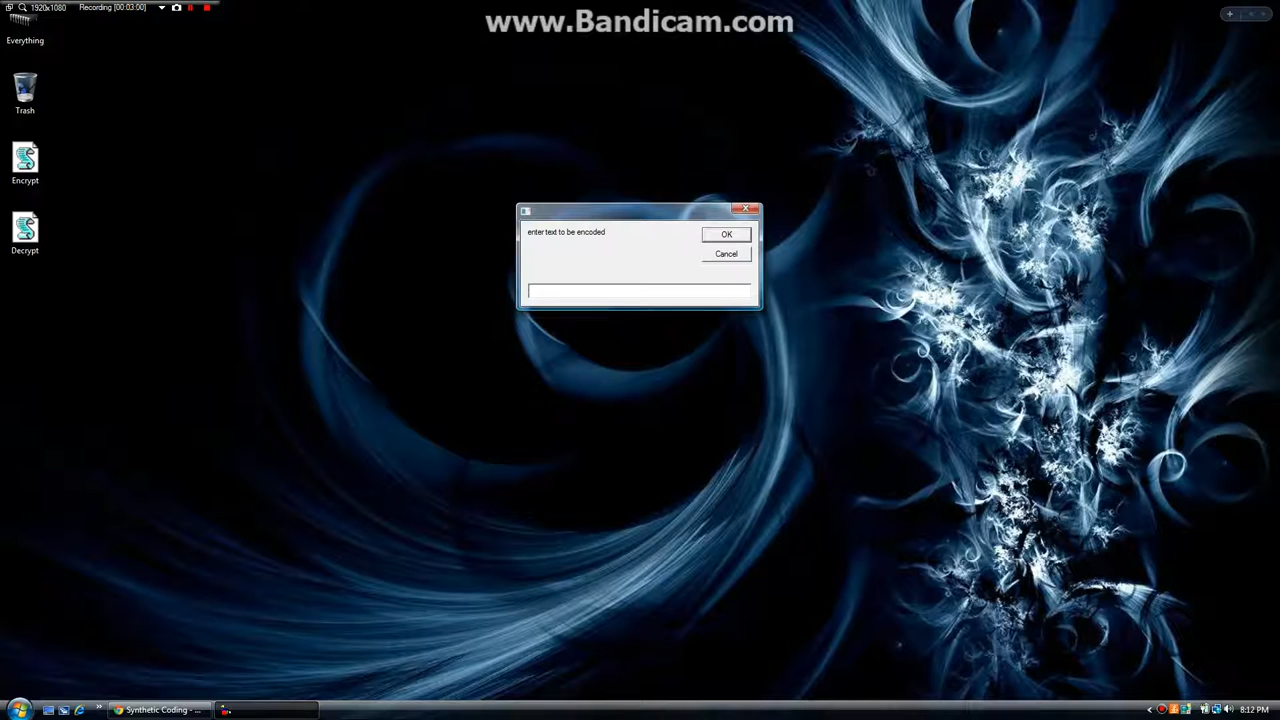 1920x1080 Recording [00:03:00]
www.Bandicam.com
Everything
Trash
Encrypt
Decrypt
enter text to be encoded
OK
Cancel
Synthetic Coding - ...
8:12 PM